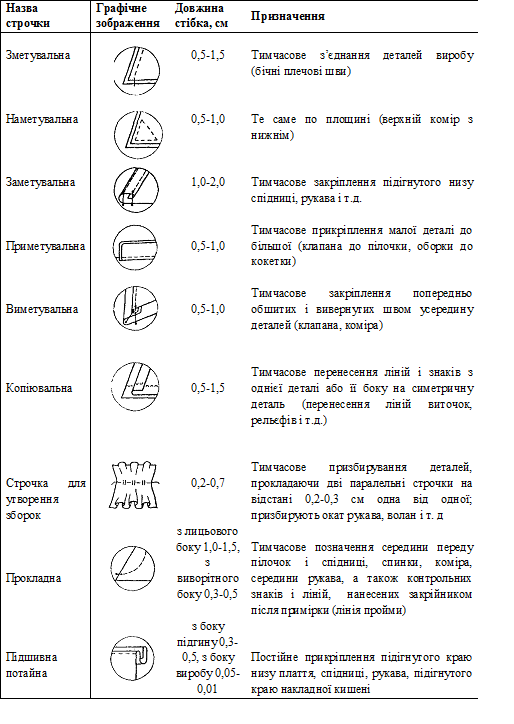 Назва строчки
Графічне зображення
Довжина стібка, см
Призначення
Зметувальна
0,5-1,5
Тимчасове з’єднання деталей виробу
(бічні плечові шви)
Наметувальна
0,5-1,0
Те саме по площині (верхній комір з
нижнім)
Заметувальна
1,0-2,0
Тимчасове закріплення підігнутого низу
спідниці, рукава і т.д.
Приметувальна
0,5-1,0
Тимчасове прикріплення малої деталі до
більшої (клапана до пілочки, оборки до
кокетки)
Виметувальна
0,5-1,0
Тимчасове закріплення попередньо
обшитих і вивернутих швом усередину
деталей (клапана, коміра)
Копіювальна
0,5-1,5
Тимчасове перенесення ліній і знаків з
однієї деталі або її боку на симетричну
деталь (перенесення ліній виточок,
рельєфів і т.д.)
Строчка для
утворення
зборок
0,2-0,7
Тимчасове призбирування деталей,
прокладаючи дві паралельні строчки на
відстані 0,2-0,3 см одна від одної;
призбирують окат рукава, волан і т. д
Прокладна
з лицьового
боку 1,0-1,5,
з
виворітного
боку 0,3-0,5
Тимчасове позначення середини переду
пілочок і спідниці, спинки, коміра,
середини рукава, а також контрольних
знаків і ліній, нанесених закрійником
після примірки (лінія пройми)
Підшивна
потайна
з боку
підгину 0,3-
0,5, з боку
виробу 0,05-
0,01
Постійне прикріплення підігнутого краю
низу плаття, спідниці, рукава, підігнутого
краю накладної кишені